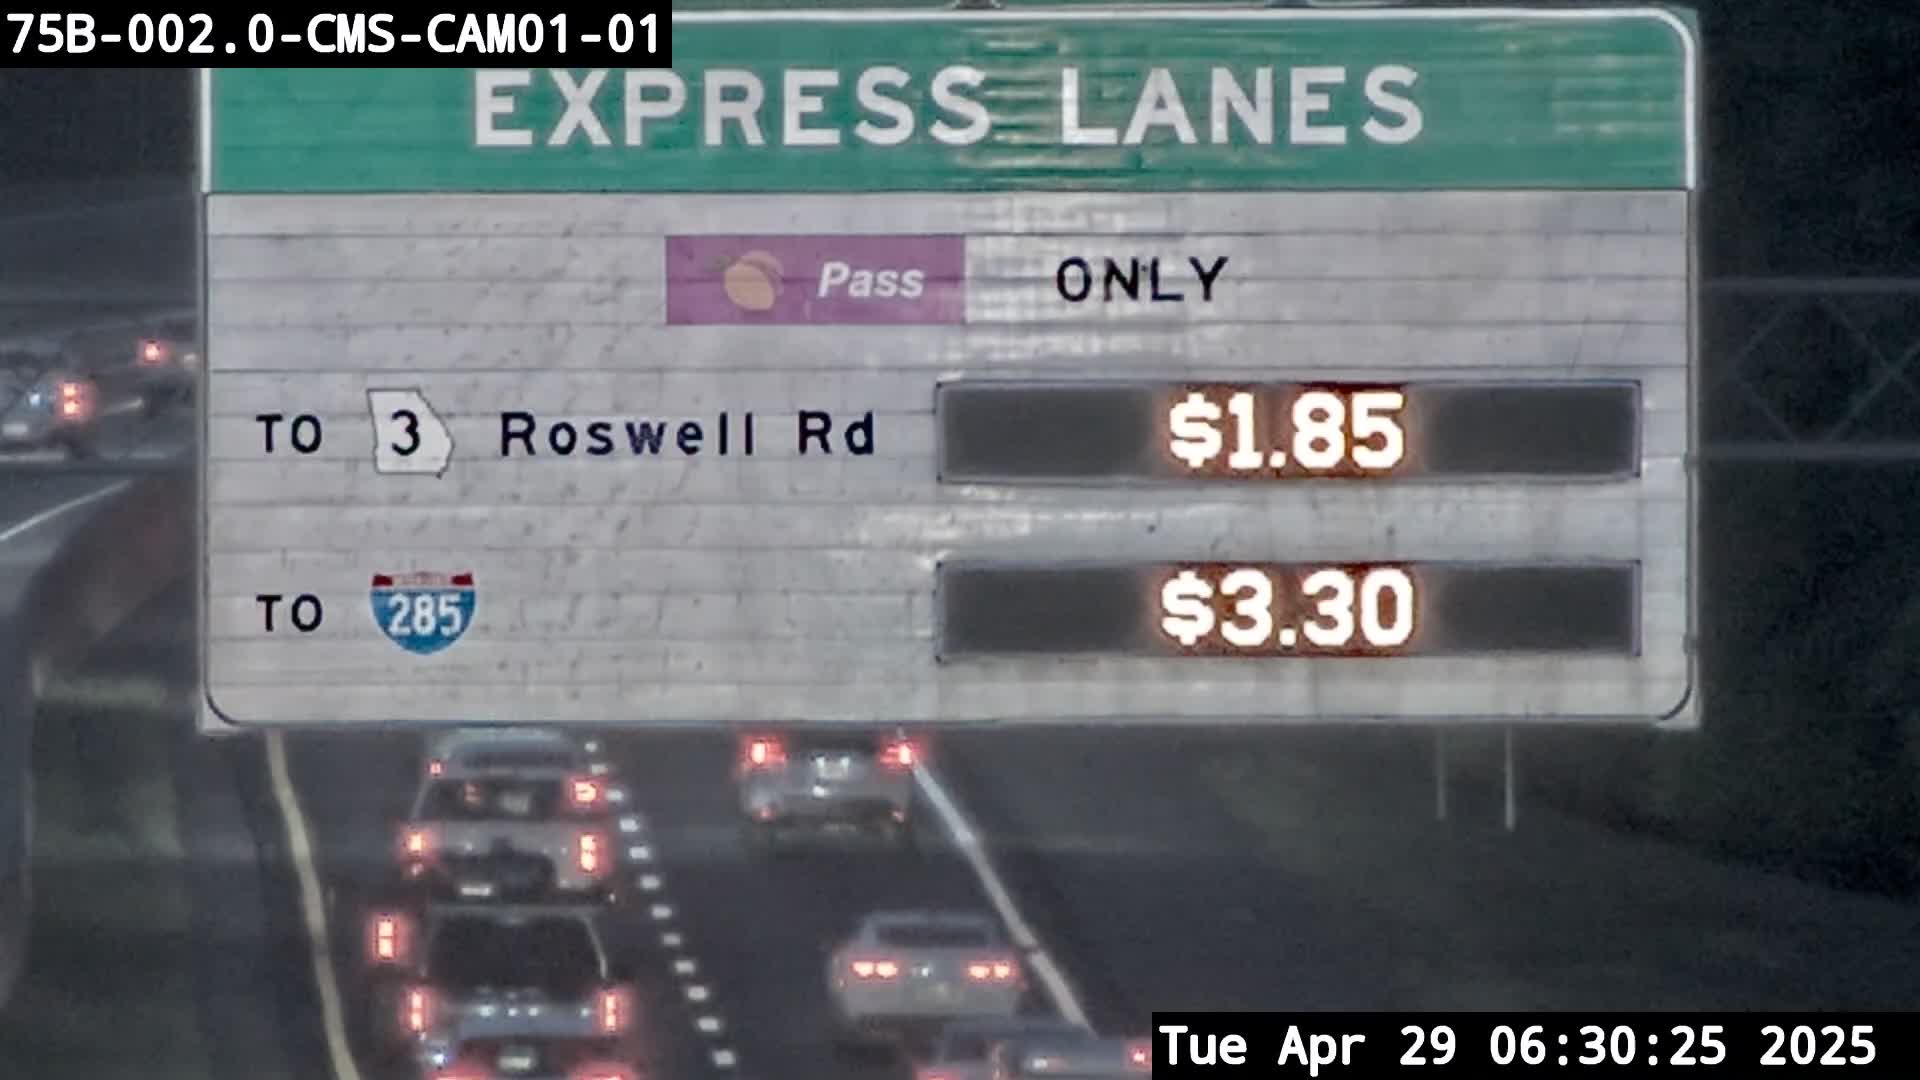 75B-002.0-CMS-CAM01-01
EXPRESS LANES
Pass ONLY
TO 3 Roswell Rd $1.85
TO 285 $3.30
Tue Apr 29 06:30:25 2025